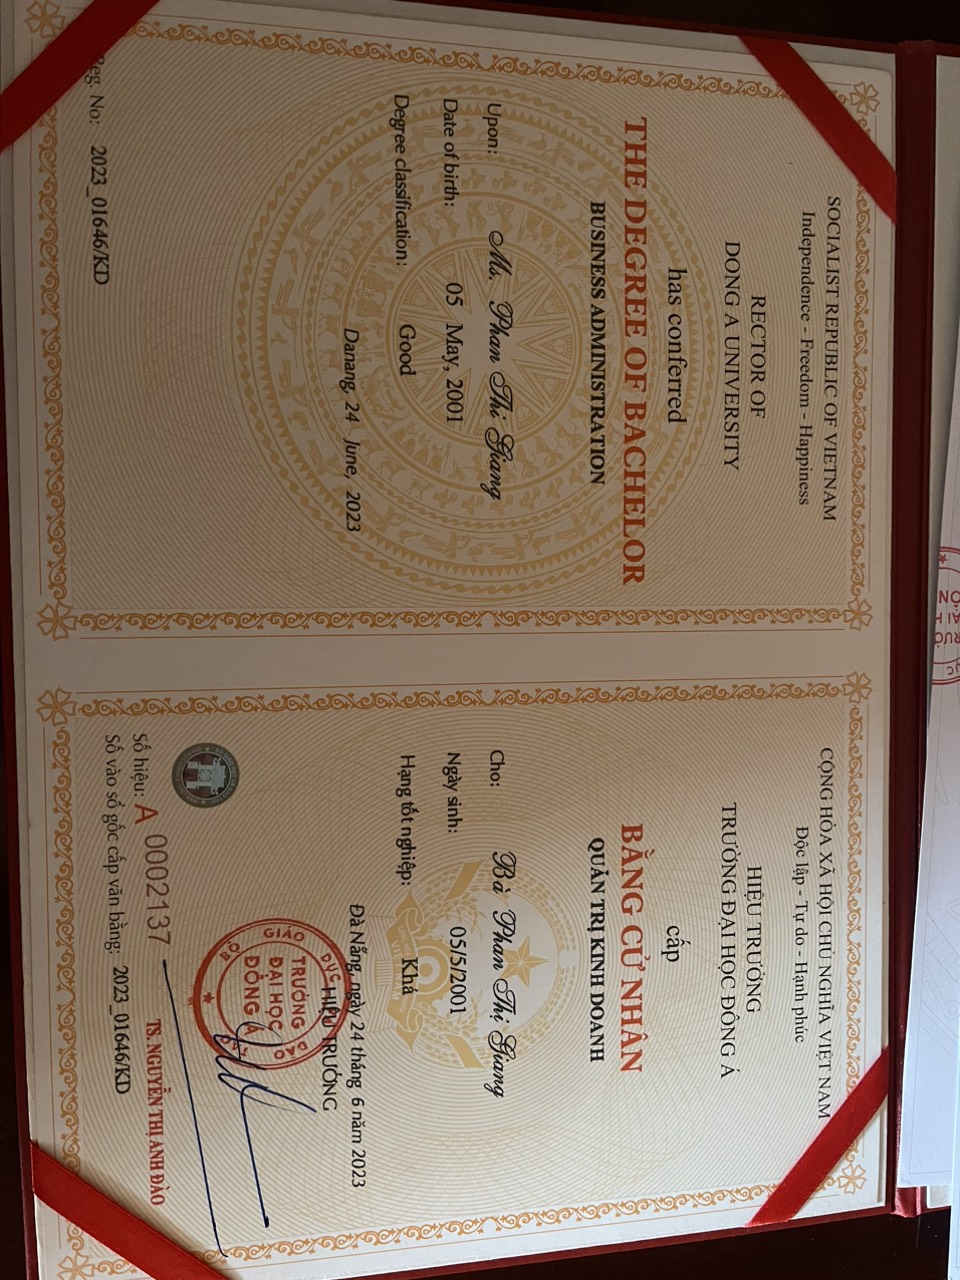 SOCIALIST REPUBLIC OF VIETNAM
Independence - Freedom - Happiness
RECTOR OF
DONG A UNIVERSITY
has conferred
THE DEGREE OF BACHELOR
BUSINESS ADMINISTRATION
Upon: Ms. Phan Thi Giang
Date of birth: 05 May, 2001
Degree classification: Good
Danang, 24 June, 2023
Reg. No: 2023_01646/KD
CỘNG HÒA XÃ HỘI CHỦ NGHĨA VIỆT NAM
Độc lập - Tự do - Hạnh phúc
HIỆU TRƯỞNG
TRƯỜNG ĐẠI HỌC ĐÔNG Á
cấp
BẰNG CỬ NHÂN
QUẢN TRỊ KINH DOANH
Cho: Bà Phan Thị Giang
Ngày sinh: 05/5/2001
Hạng tốt nghiệp: Khá
Đà Nẵng, ngày 24 tháng 6 năm 2023
HIỆU TRƯỞNG
BỘ GIÁO DỤC ĐÀO TẠO
TRƯỜNG
ĐẠI HỌC
ĐÔNG Á
TS. NGUYỄN THỊ ANH ĐÀO
Số hiệu: A 0002137
Số vào sổ gốc cấp văn bằng: 2023_01646/KD